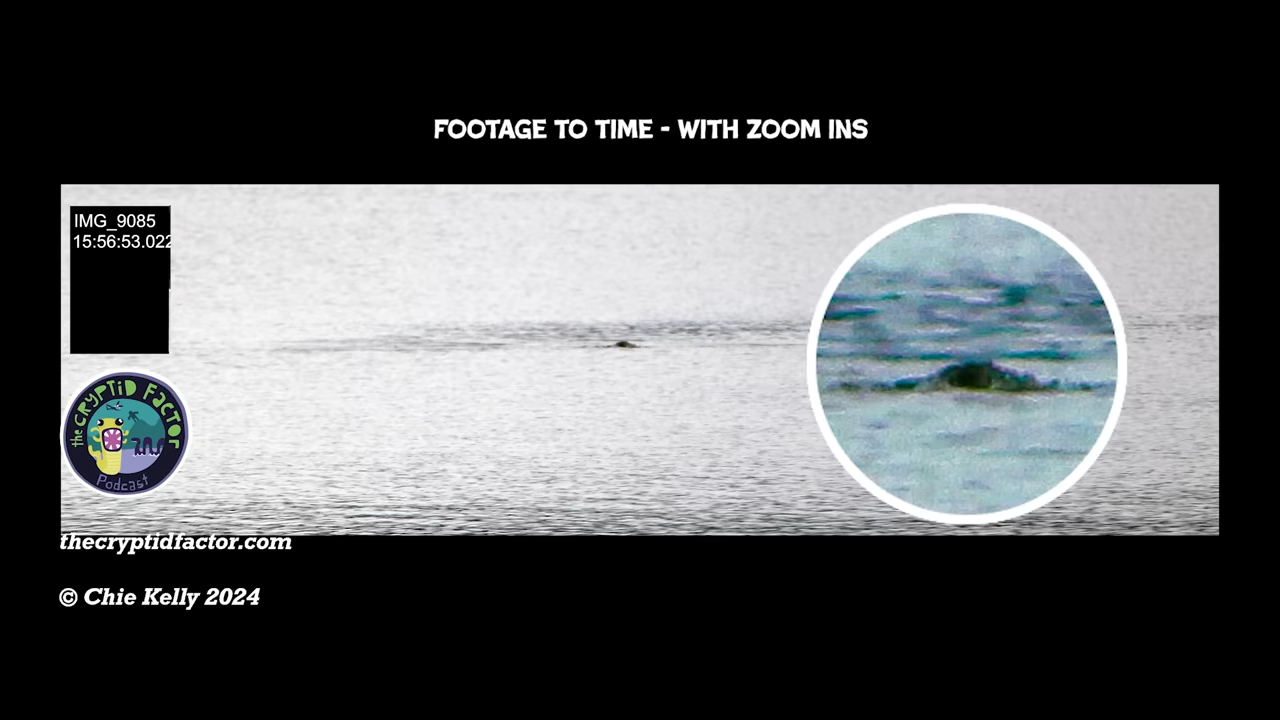 FOOTAGE TO TIME - WITH ZOOM INS
IMG_9085
15:56:53.022
the CRYPTID FACTOR
Podcast
thecryptidfactor.com
© Chie Kelly 2024